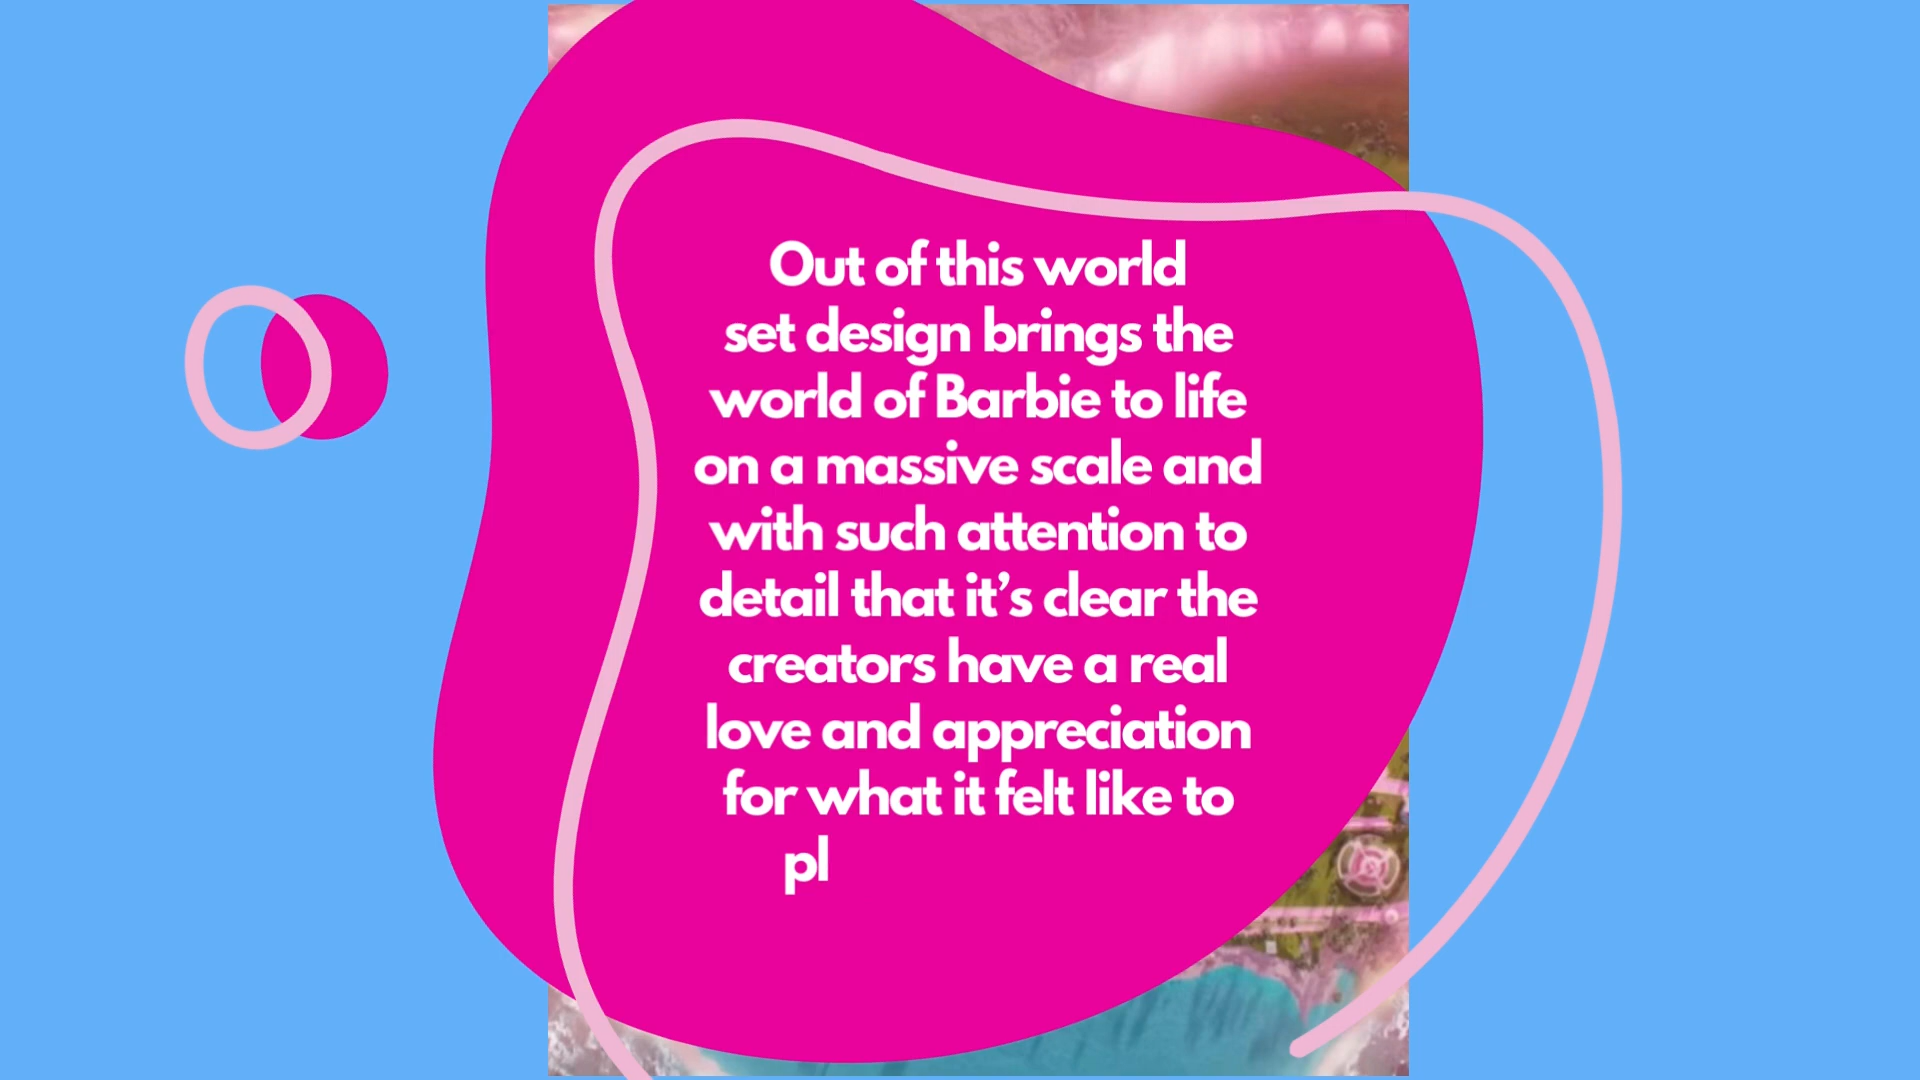 Out of this world
set design brings the
world of Barbie to life
on a massive scale and
with such attention to
detail that it’s clear the
creators have a real
love and appreciation
for what it felt like to
pl